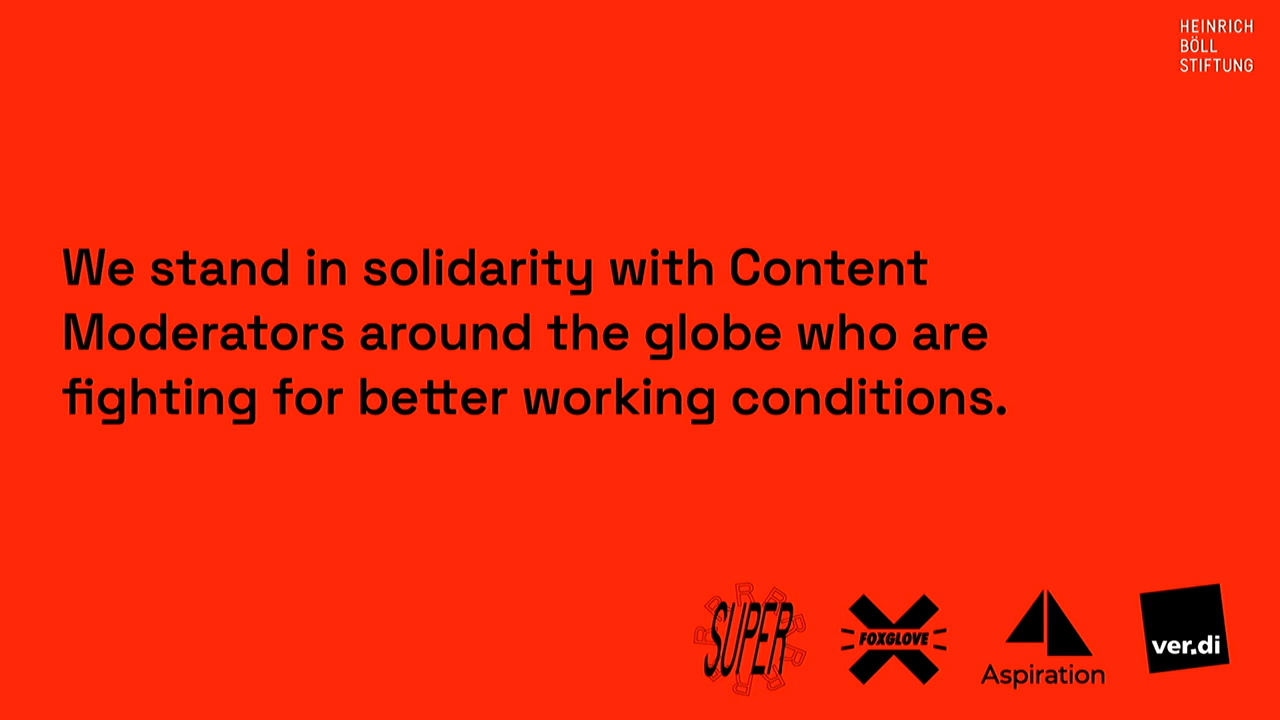 HEINRICH
BÖLL
STIFTUNG
We stand in solidarity with Content
Moderators around the globe who are
fighting for better working conditions.
SUPER
FOXGLOVE
Aspiration
ver.di